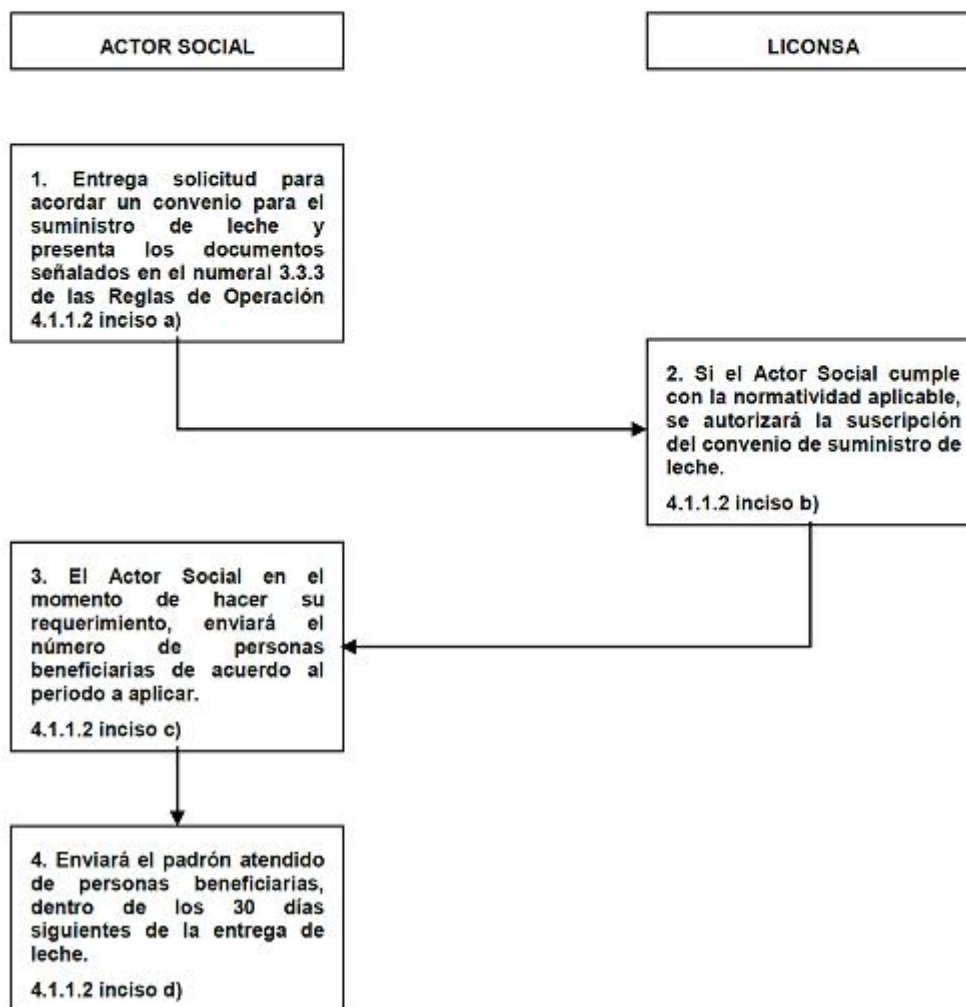 ACTOR SOCIAL
LICONSA
1. Entrega solicitud para
acordar un convenio para el
suministro de leche y
presenta los documentos
señalados en el numeral 3.3.3
de las Reglas de Operación
4.1.1.2 inciso a)
2. Si el Actor Social cumple
con la normatividad aplicable,
se autorizará la suscripción
del convenio de suministro de
leche.
4.1.1.2 inciso b)
3. El Actor Social en el
momento de hacer su
requerimiento, enviará el
número de personas
beneficiarias de acuerdo al
periodo a aplicar.
4.1.1.2 inciso c)
4. Enviará el padrón atendido
de personas beneficiarias,
dentro de los 30 días
siguientes de la entrega de
leche.
4.1.1.2 inciso d)